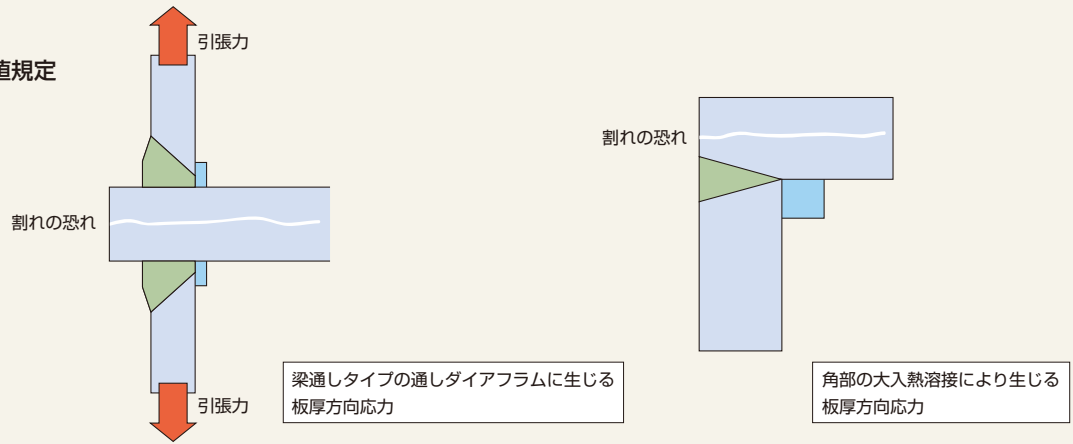 引張力
値規定
割れの恐れ
割れの恐れ
引張力
梁通しタイプの通しダイアフラムに生じる
板厚方向応力
角部の大入熱溶接により生じる
板厚方向応力